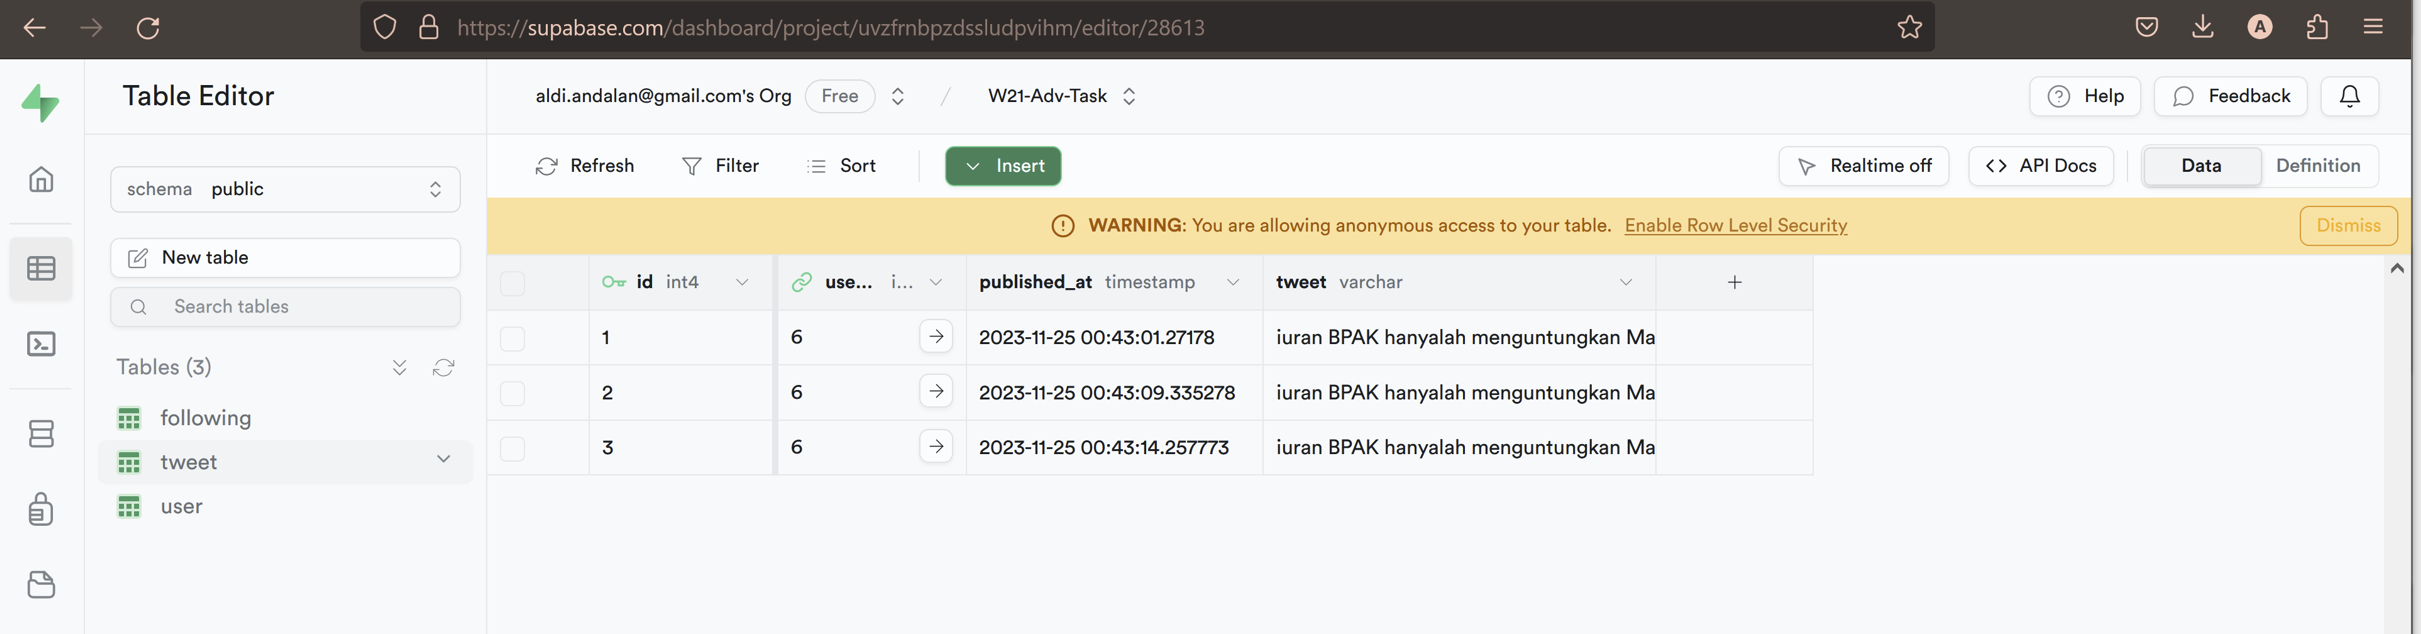 https://supabase.com/dashboard/project/uvzfrnbpzdssludpvihm/editor/28613
A
Table Editor
aldi.andalan@gmail.com's Org Free / W21-Adv-Task
Help Feedback
schema public
Refresh Filter Sort Insert
Realtime off API Docs Data Definition
WARNING: You are allowing anonymous access to your table. Enable Row Level Security Dismiss
New table
Search tables
Tables (3)
following
tweet
user
id int4 use... i... published_at timestamp tweet varchar +
1 6 2023-11-25 00:43:01.27178 iuran BPAK hanyalah menguntungkan Ma
2 6 2023-11-25 00:43:09.335278 iuran BPAK hanyalah menguntungkan Ma
3 6 2023-11-25 00:43:14.257773 iuran BPAK hanyalah menguntungkan Ma